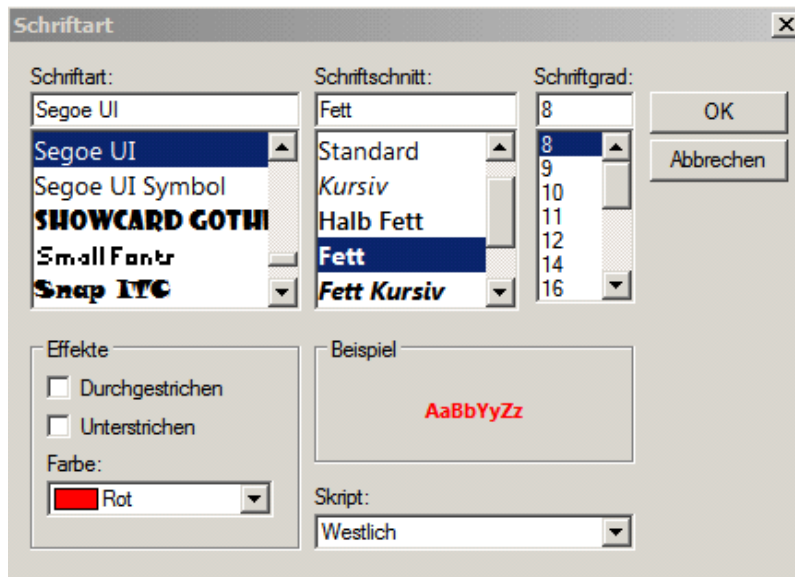 Schriftart
Schriftart:
Segoe UI
Segoe UI
Segoe UI Symbol
SHOWCARD GOTHI
Small Fonts
Snap ITC
Schriftschnitt:
Fett
Standard
Kursiv
Halb Fett
Fett
Fett Kursiv
Schriftgrad:
8
8
9
10
11
12
14
16
OK
Abbrechen
Effekte
Durchgestrichen
Unterstrichen
Farbe:
Rot
Beispiel
AaBbYyZz
Skript:
Westlich